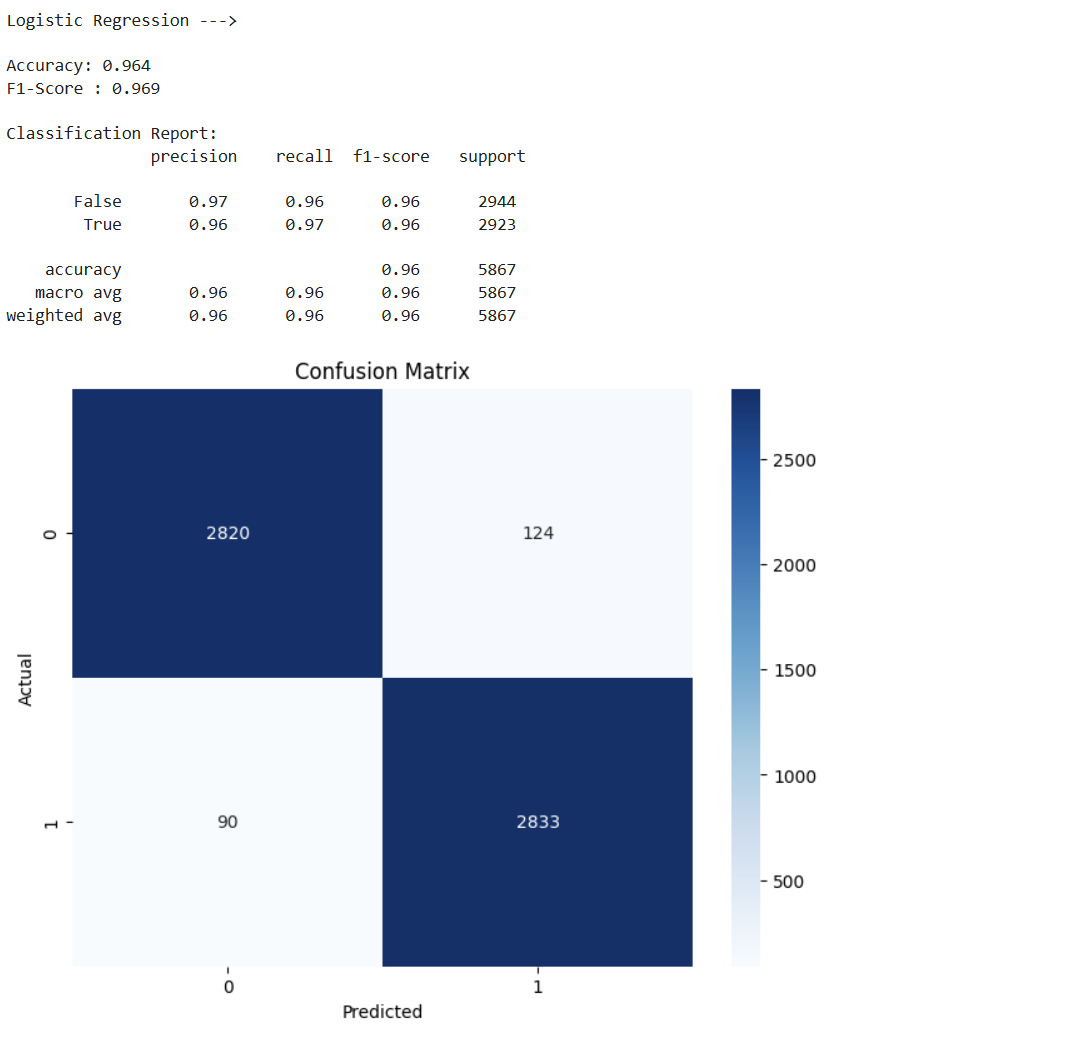 Logistic Regression --->
Accuracy: 0.964
F1-Score : 0.969
Classification Report:
precision recall f1-score support
False 0.97 0.96 0.96 2944
True 0.96 0.97 0.96 2923
accuracy 0.96 5867
macro avg 0.96 0.96 0.96 5867
weighted avg 0.96 0.96 0.96 5867
Confusion Matrix
2500
0 2820 124
2000
1500
Actual
1000
1 90 2833
500
0 1
Predicted